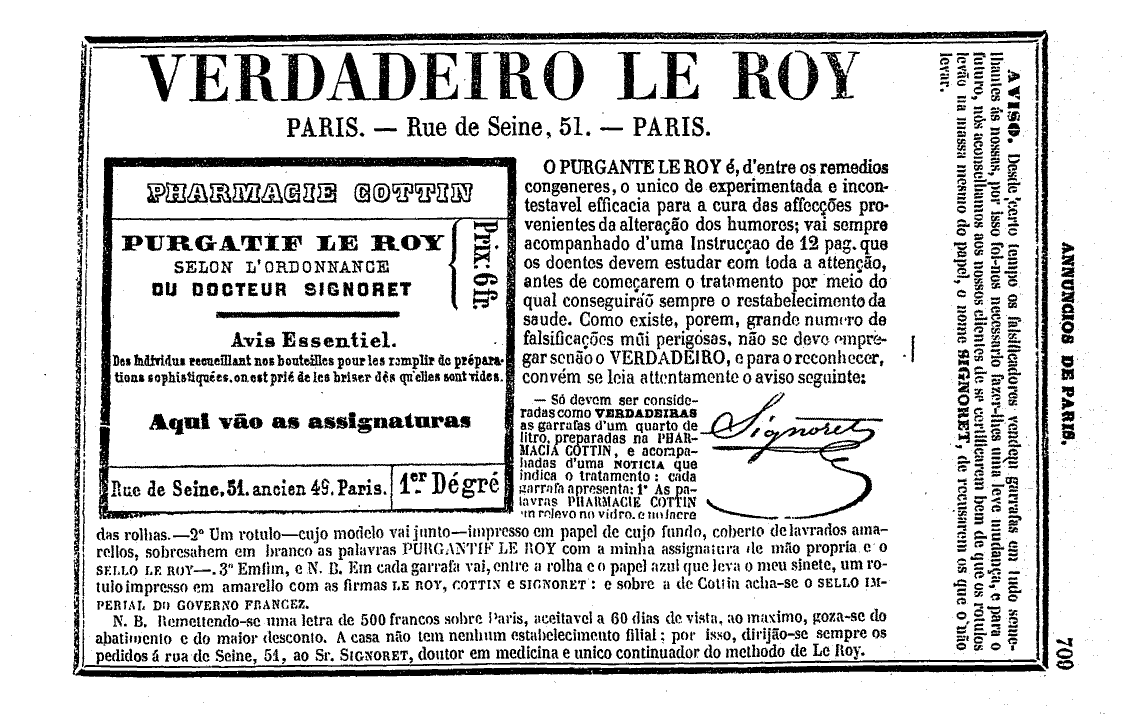 VERDADEIRO LE ROY
PARIS. — Rue de Seine, 51. — PARIS.
PHARMACIE COTTIN
PURGATIF LE ROY
SELON L'ORDONNANCE
DU DOCTEUR SIGNORET
Prix: 6 fr.
Avis Essentiel.
Des Individus recueillant nos bouteilles pour les remplir de prépara-
tions sophistiquées, on est prié de les briser dès qu'elles sont vides.
Aqui vão as assignaturas
Rue de Seine, 51. ancien 49. Paris.
1er Dégré
O PURGANTE LE ROY é, d'entre os remedios
congeneres, o unico de experimentada e incon-
testavel efficacia para a cura das affecções pro-
venientes da alteração dos humores; vai sempre
acompanhado d'uma Instrucçao de 12 pag. que
os doentes devem estudar com toda a attenção,
antes de começarem o tratamento por meio do
qual conseguiráõ sempre o restabelecimento da
saude. Como existe, porem, grande numero de
falsificações mûi perigosas, não se deve empre-
gar senão o VERDADEIRO, e para o reconhecer,
convém se leia attentamente o aviso seguinte:
— Só devem ser conside-
radas como VERDADEIRAS
as garrafas d'um quarto de
litro, preparadas na PHAR-
MACIA COTTIN, e acompa-
nhadas d'uma NOTICIA que
indica o tratamento : cada
garrafa apresenta: 1º As pa-
lavras PHARMACIE COTTIN
em relevo no vidro, e no lacre
Signoret
das rolhas.—2º Um rotulo—cujo modelo vai junto—impresso em papel de cujo fundo, coberto de lavrados ama-
rellos, sobresahem em branco as palavras PURGANTIF LE ROY com a minha assignatura de mão propria e o
SELLO LE ROY—. 3º Emfim, e N. B. Em cada garrafa vai, entre a rolha e o papel azul que leva o meu sinete, um ro-
tulo impresso em amarello com as firmas LE ROY, COTTIN e SIGNORET : e sobre a de Cottin acha-se o SELLO IM-
PERIAL DO GOVERNO FRANCEZ.
N. B. Remettendo-se uma letra de 500 francos sobre Paris, aceitavel a 60 dias de vista, ao maximo, goza-se do
abatimento e do maior desconto. A casa não tem nenhum estabelecimento filial ; por isso, dirijão-se sempre os
pedidos á rua de Seine, 51, ao Sr. SIGNORET, doutor em medicina e unico continuador do methodo de Le Roy.
AVISO. Desde certo tempo os falsificadores vendem garrafas em tudo seme-
lhantes ás nossas, por isso foi-nos necessario fazer-lhes uma leve mudança, e para o
futuro, nós aconselhamos aos nossos clientes de se certificarem bem de que os rotulos
levão na massa mesmo do papel, o nome SIGNORET, de recusarem os que o não
levar.
ANNUNCIOS DE PARIS.
709